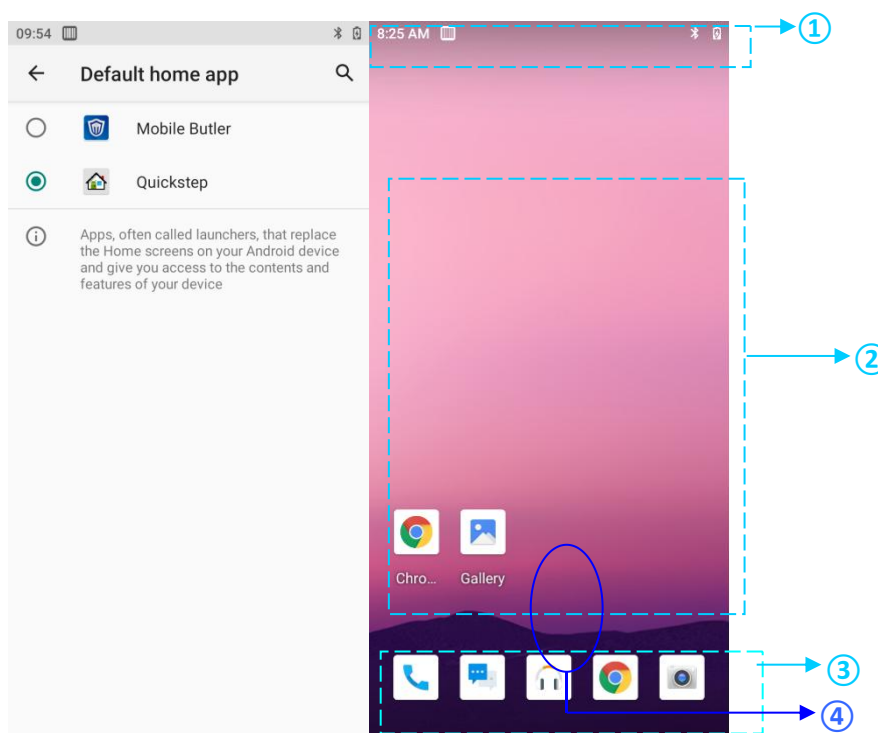 09:54
Default home app
Mobile Butler
Quickstep
Apps, often called launchers, that replace
the Home screens on your Android device
and give you access to the contents and
features of your device
8:25 AM
①
②
Chro...
Gallery
③
④